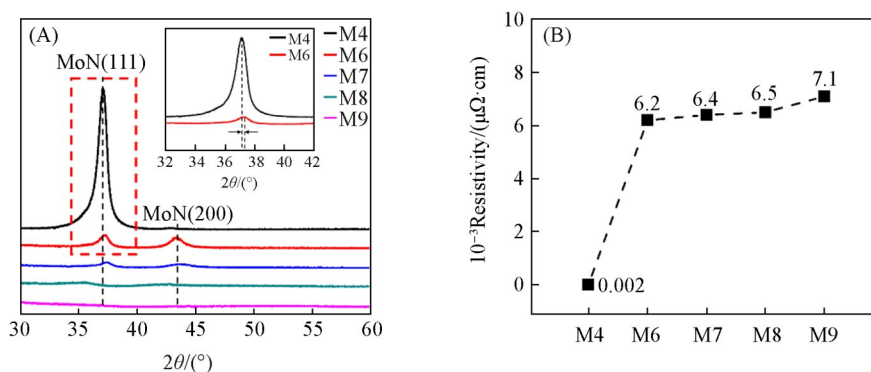 (A)
MoN(111)
M4
M6
M7
M8
M9
M4
M6
32 34 36 38 40 42
2θ/(°)
MoN(200)
30 35 40 45 50 55 60
2θ/(°)
(B)
10⁻³Resistivity/(μΩ·cm)
10
8
6
4
2
0
6.2
6.4
6.5
7.1
0.002
M4 M6 M7 M8 M9